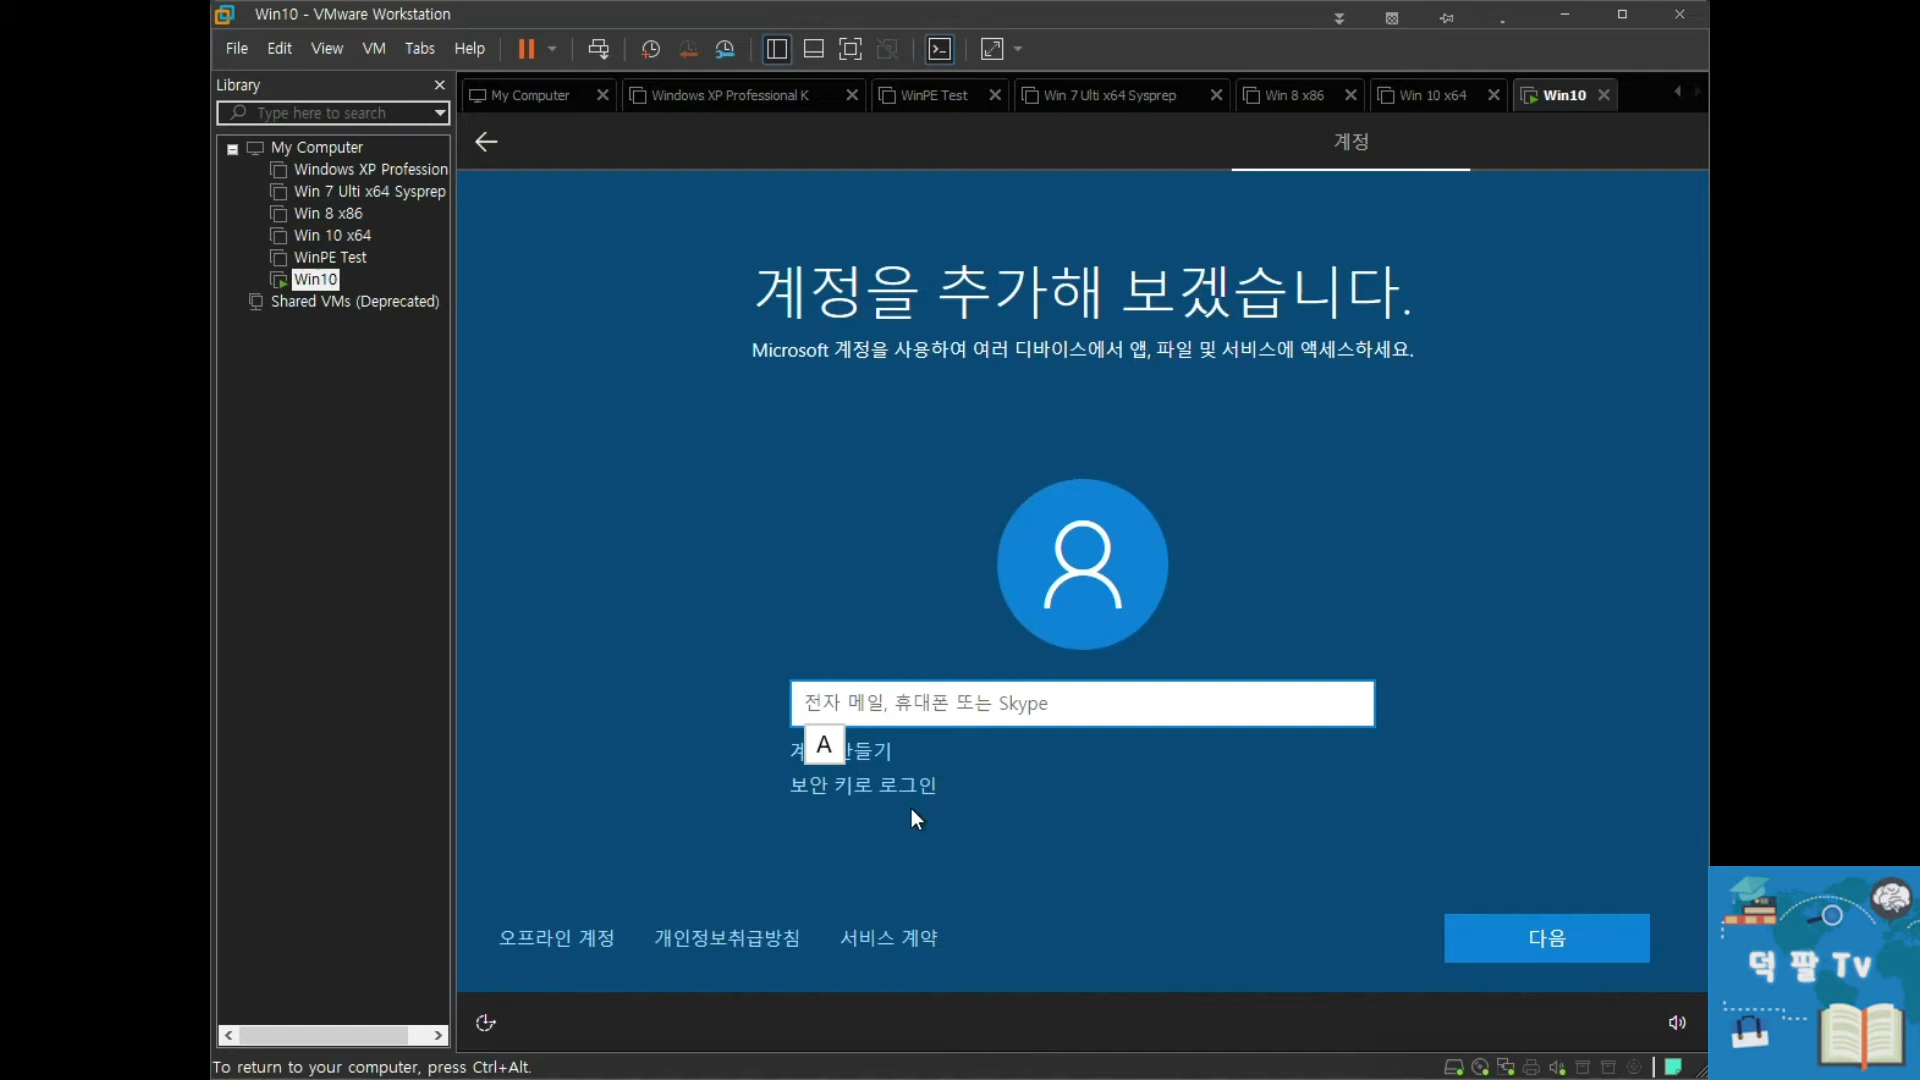 Win10 - VMware Workstation
File Edit View VM Tabs Help
Library
Type here to search
My Computer
Windows XP Profession
Win 7 Ulti x64 Sysprep
Win 8 x86
Win 10 x64
WinPE Test
Win10
Shared VMs (Deprecated)
My Computer Windows XP Professional K WinPE Test Win 7 Ulti x64 Sysprep Win 8 x86 Win 10 x64 Win10
계정
계정을 추가해 보겠습니다.
Microsoft 계정을 사용하여 여러 디바이스에서 앱, 파일 및 서비스에 액세스하세요.
전자 메일, 휴대폰 또는 Skype
A
보안 키로 로그인
오프라인 계정 개인정보취급방침 서비스 계약
다음
덕 팔 Tv
To return to your computer, press Ctrl+Alt.